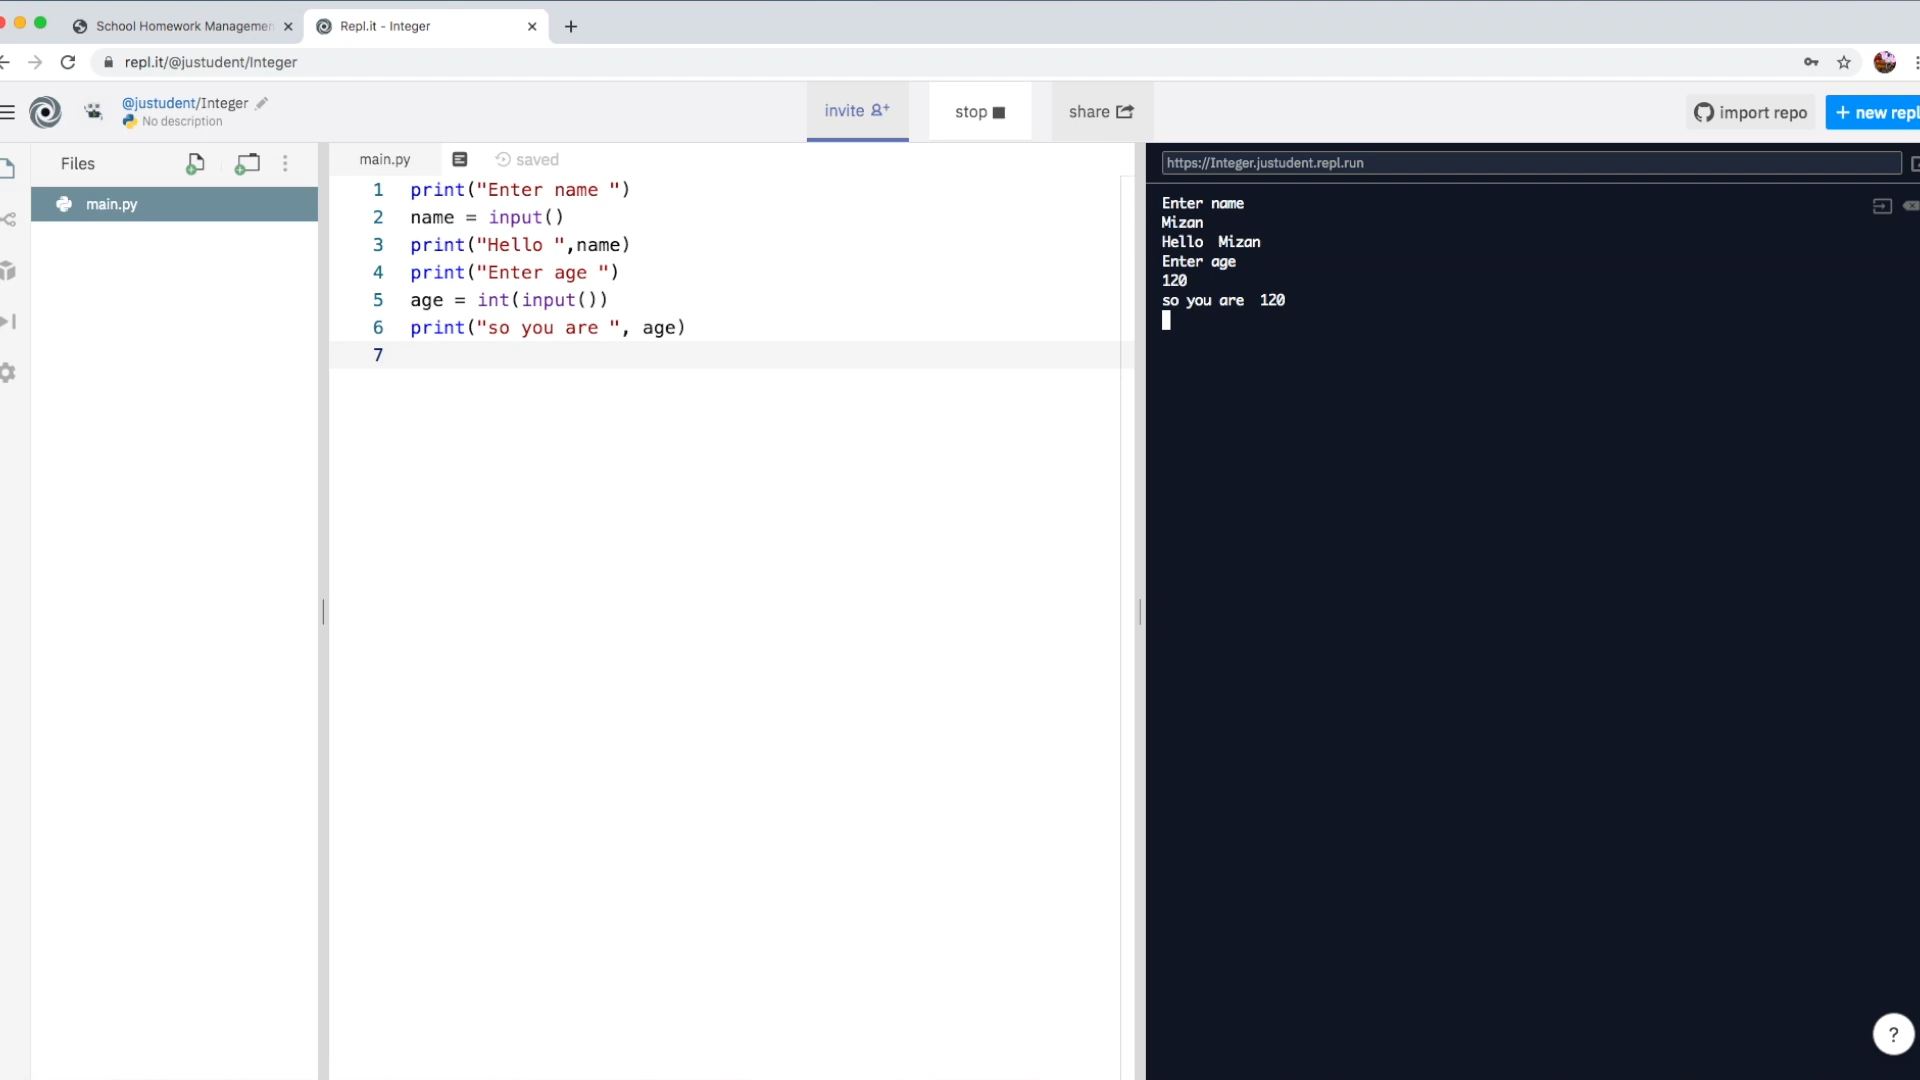 School Homework Managemen
Repl.it - Integer
repl.it/@justudent/Integer
@justudent/Integer
No description
invite
stop
share
import repo
+ new repl
Files
main.py
main.py
saved
1 print("Enter name ")
2 name = input()
3 print("Hello ",name)
4 print("Enter age ")
5 age = int(input())
6 print("so you are ", age)
7
https://Integer.justudent.repl.run
Enter name
Mizan
Hello  Mizan
Enter age
120
so you are  120
?